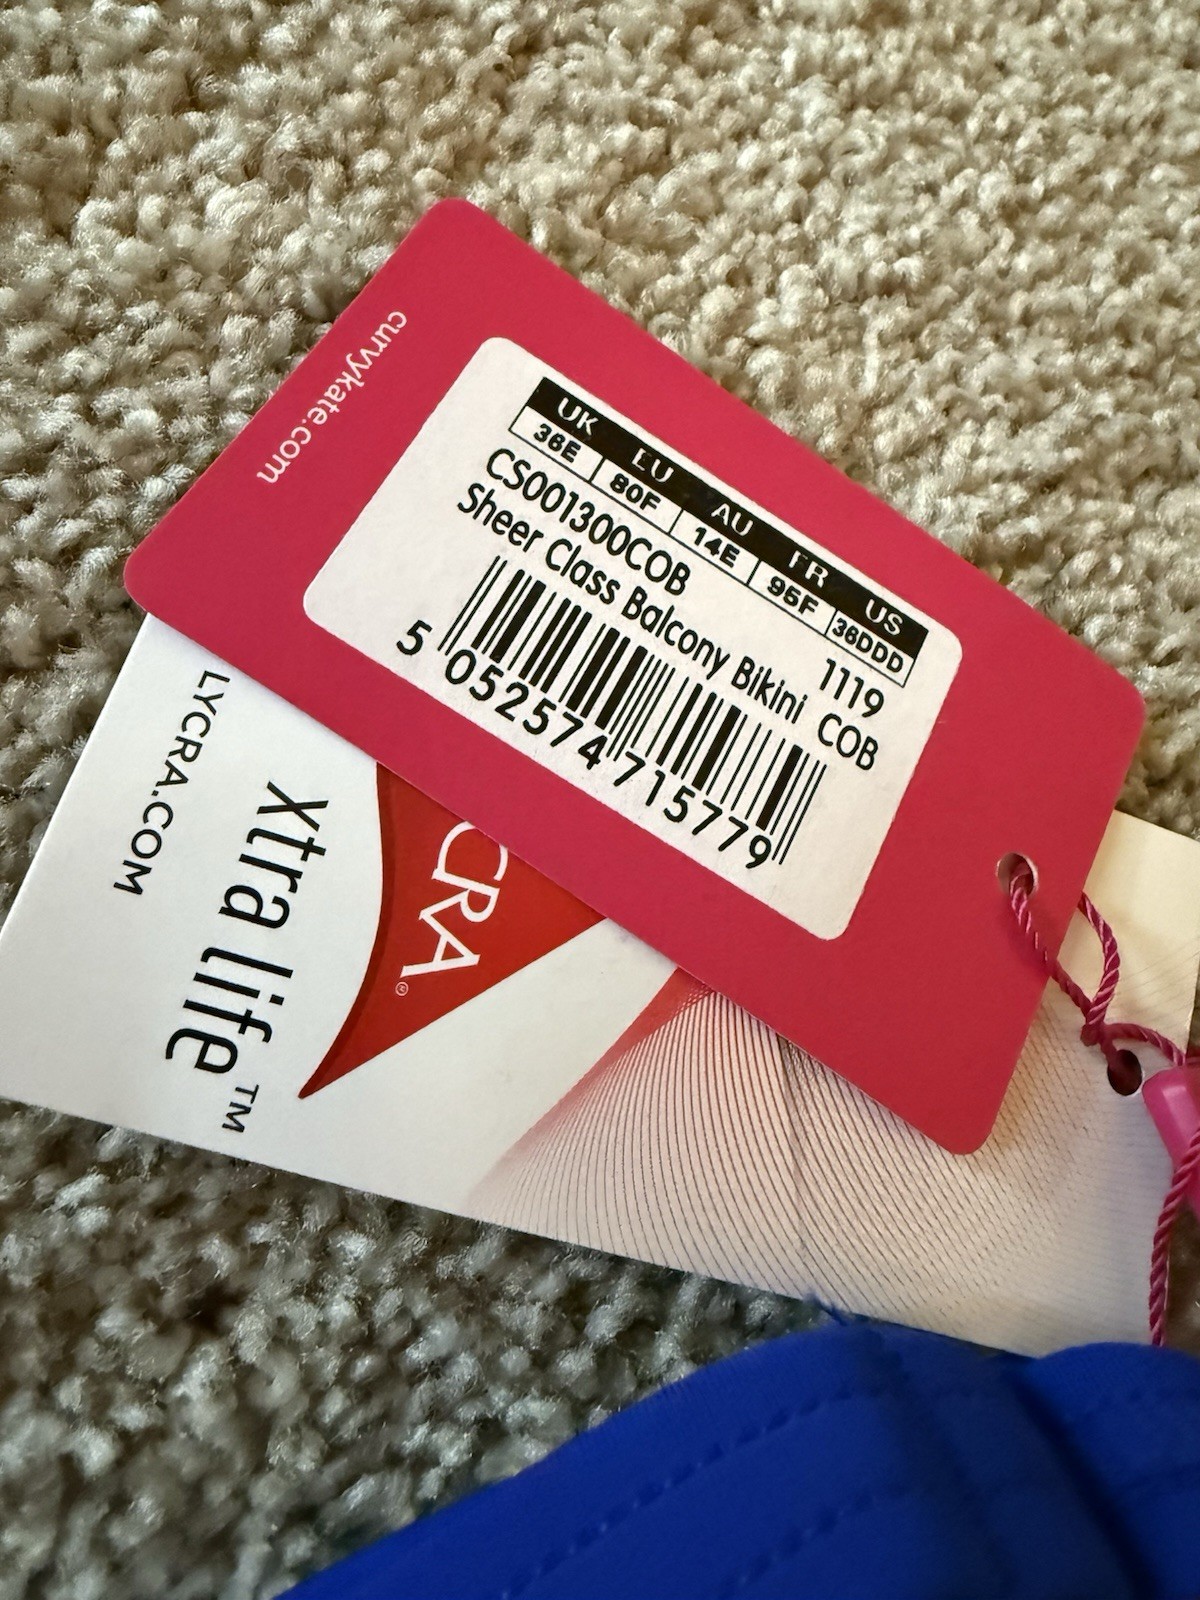 curvykate.com
UK EU AU FR US
36E 80F 14E 95F 36DDD
CS001300COB 1119
Sheer Class Balcony Bikini COB
5 052574 715779
CRA®
xtra life™
LYCRA.COM